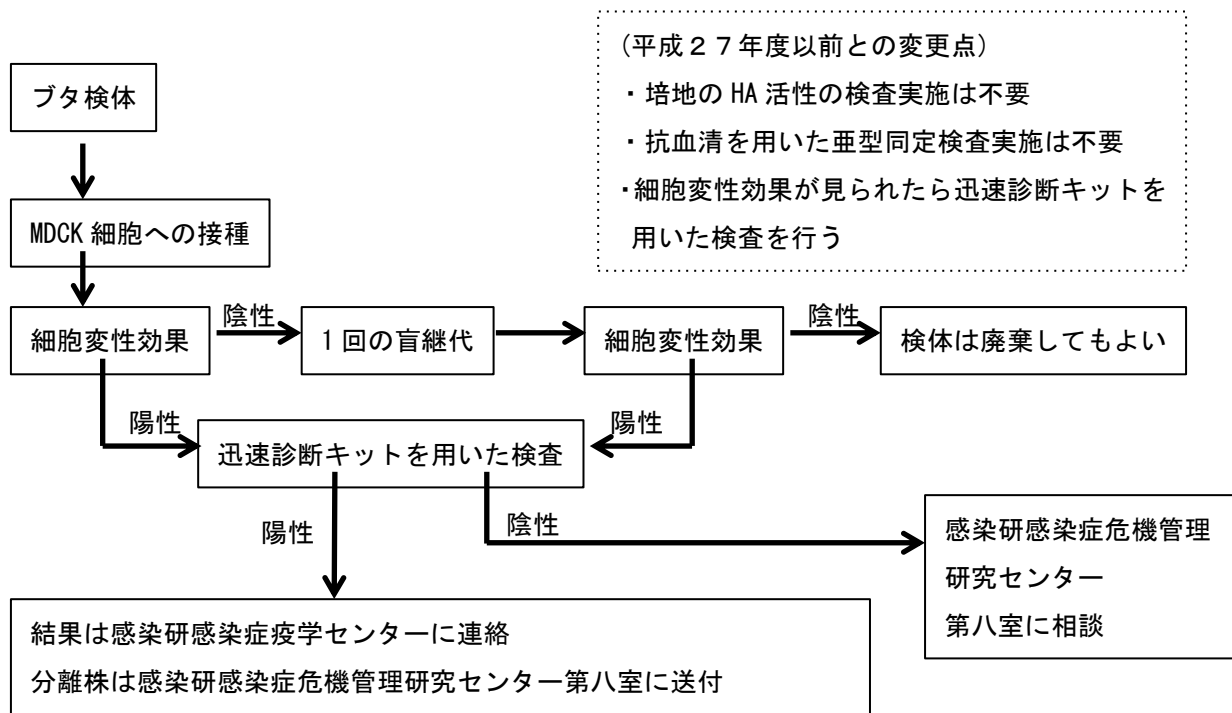 (平成２７年度以前との変更点)
・培地の HA 活性の検査実施は不要
・抗血清を用いた亜型同定検査実施は不要
・細胞変性効果が見られたら迅速診断キットを
用いた検査を行う
ブタ検体
MDCK 細胞への接種
細胞変性効果
陰性
１回の盲継代
細胞変性効果
陰性
検体は廃棄してもよい
陽性
陽性
迅速診断キットを用いた検査
陽性
陰性
感染研感染症危機管理
研究センター
第八室に相談
結果は感染研感染症疫学センターに連絡
分離株は感染研感染症危機管理研究センター第八室に送付